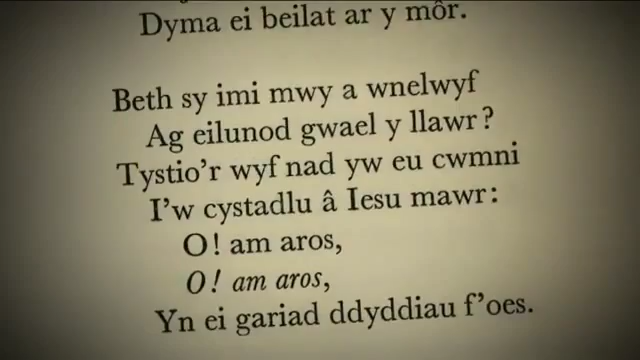 Dyma ei beilat ar y môr.
Beth sy imi mwy a wnelwyf
Ag eilunod gwael y llawr?
Tystio'r wyf nad yw eu cwmni
I'w cystadlu â Iesu mawr:
O! am aros,
O! am aros,
Yn ei gariad ddyddiau f'oes.